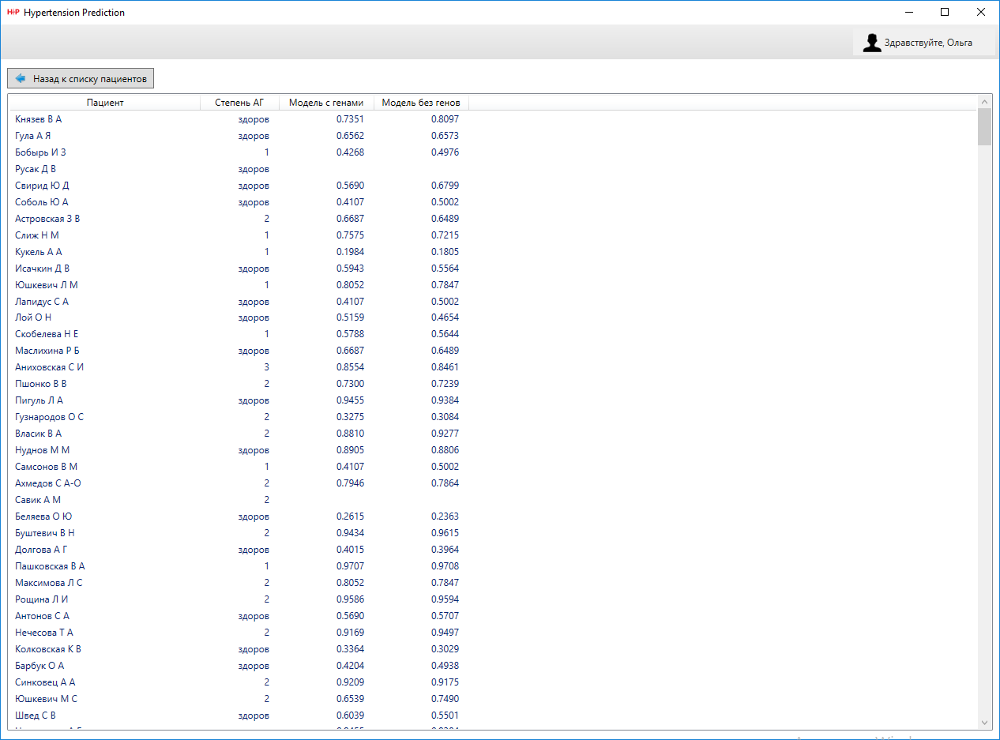 HP Hypertension Prediction
Здравствуйте, Ольга
Назад к списку пациентов
Пациент Степень АГ Модель с генами Модель без генов
Князев В А здоров 0.7351 0.8097
Гула А Я здоров 0.6562 0.6573
Бобырь И З 1 0.4268 0.4976
Русак Д В здоров
Свирид Ю Д здоров 0.5690 0.6799
Соболь Ю А здоров 0.4107 0.5002
Астровская З В 2 0.6687 0.6489
Слиж Н М 1 0.7575 0.7215
Кукель А А 1 0.1984 0.1805
Исачкин Д В здоров 0.5943 0.5564
Юшкевич Л М 1 0.8052 0.7847
Лапидус С А здоров 0.4107 0.5002
Лой О Н здоров 0.5159 0.4654
Скобелева Н Е 1 0.5788 0.5644
Маслихина Р Б здоров 0.6687 0.6489
Аниховская С И 3 0.8554 0.8461
Пшонко В В 2 0.7300 0.7239
Пигуль Л А здоров 0.9455 0.9384
Гузнародов О С 2 0.3275 0.3084
Власик В А 2 0.8810 0.9277
Нуднов М М здоров 0.8905 0.8806
Самсонов В М 1 0.4107 0.5002
Ахмедов С А-О 2 0.7946 0.7864
Савик А М 2
Беляева О Ю здоров 0.2615 0.2363
Буштевич В Н 2 0.9434 0.9615
Долгова А Г здоров 0.4015 0.3964
Пашковская В А 1 0.9707 0.9708
Максимова Л С 2 0.8052 0.7847
Рощина Л И 2 0.9586 0.9594
Антонов С А здоров 0.5690 0.5707
Нечесова Т А 2 0.9169 0.9497
Колковская К В здоров 0.3364 0.3029
Барбук О А здоров 0.4204 0.4938
Синковец А А 2 0.9209 0.9175
Юшкевич М С 2 0.6539 0.7490
Швед С В здоров 0.6039 0.5501